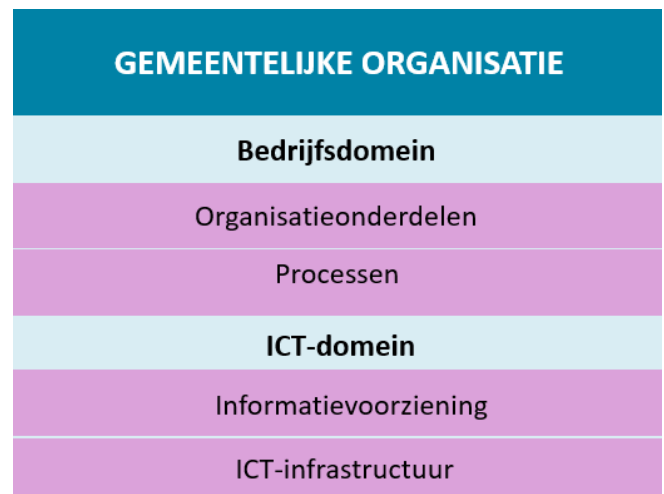 GEMEENTELIJKE ORGANISATIE
Bedrijfsdomein
Organisatieonderdelen
Processen
ICT-domein
Informatievoorziening
ICT-infrastructuur